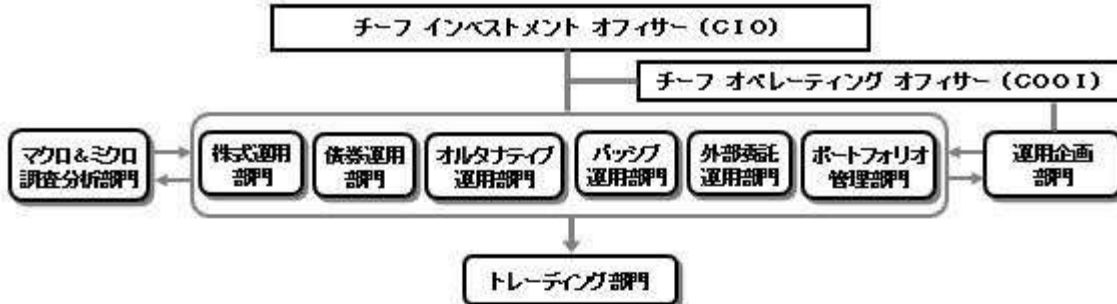 チーフ インベストメント オフィサー (CIO)
チーフ オペレーティング オフィサー (COOI)
マクロ&ミクロ
調査分析部門
株式運用
部門
債券運用
部門
オルタナティブ
運用部門
パッシブ
運用部門
外部委託
運用部門
ポートフォリオ
管理部門
運用企画
部門
トレーディング部門